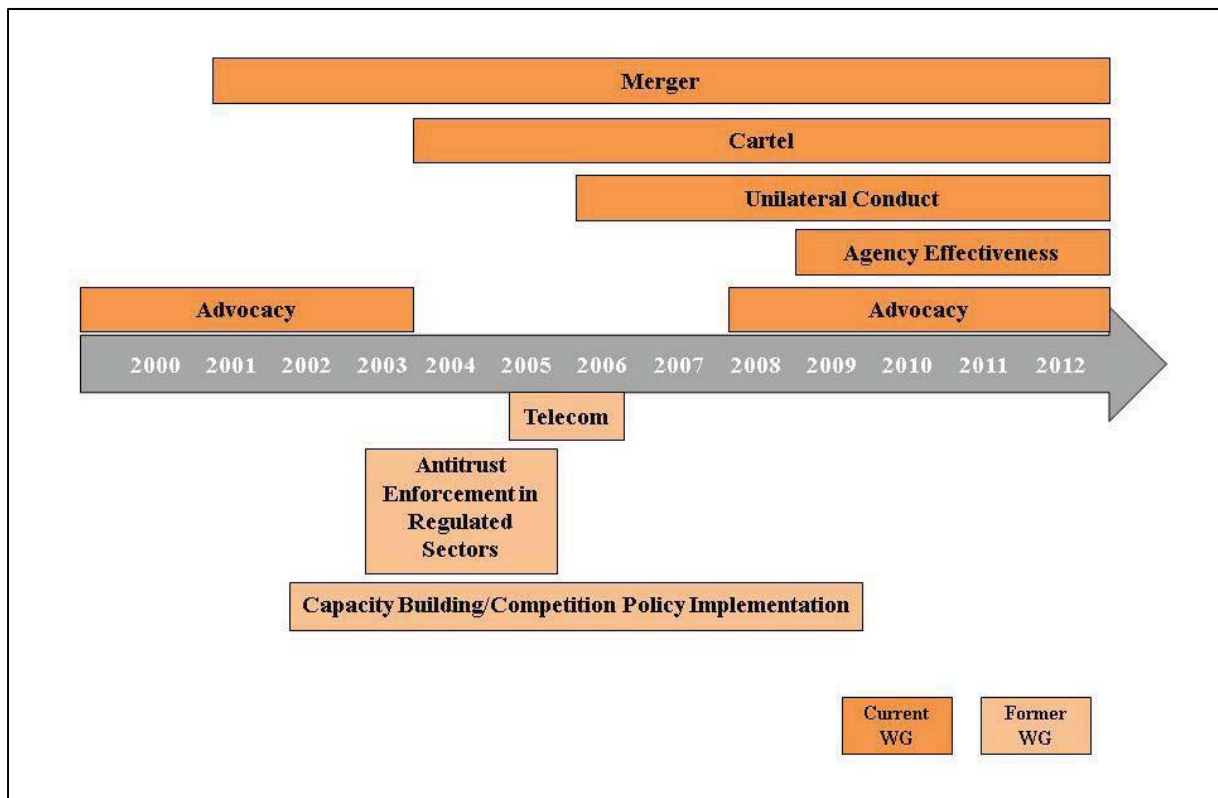 Merger
Cartel
Unilateral Conduct
Agency Effectiveness
Advocacy Advocacy
2000 2001 2002 2003 2004 2005 2006 2007 2008 2009 2010 2011 2012
Telecom
Antitrust
Enforcement in
Regulated
Sectors
Capacity Building/Competition Policy Implementation
Current
WG
Former
WG